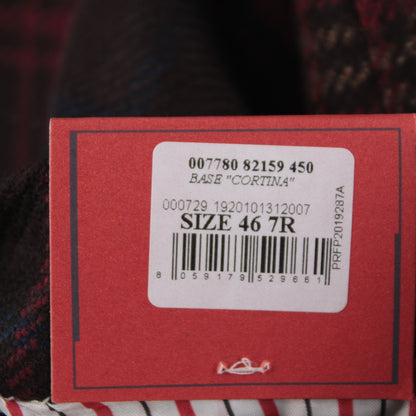 007780 82159 450
BASE "CORTINA"
000729 1920101312007
SIZE 46 7R
8 059179 529661
PRFP2019287A